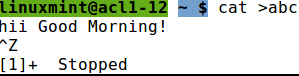 linuxmint@acl1-12 ~ $ cat >abc
hii Good Morning!
^Z
[1]+  Stopped